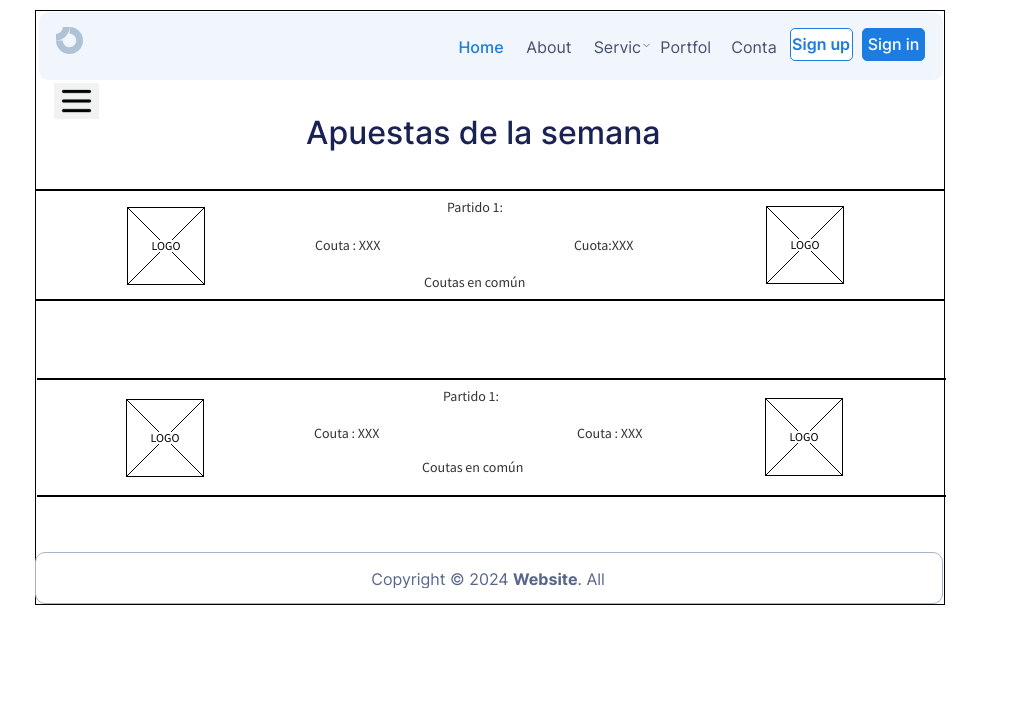 Home About Servic Portfol Conta Sign up Sign in
Apuestas de la semana
Partido 1:
LOGO Couta : XXX Cuota:XXX LOGO
Coutas en común
Partido 1:
LOGO Couta : XXX Couta : XXX LOGO
Coutas en común
Copyright © 2024 Website. All